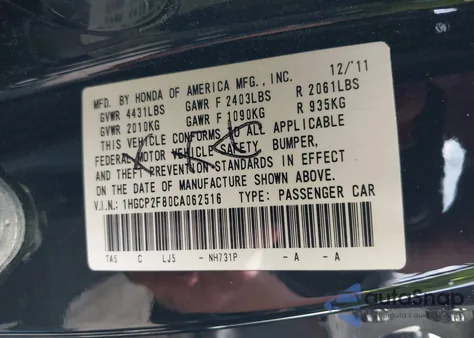 12/'11
MFD. BY HONDA OF AMERICA MFG., INC.
GVWR 4431LBS GAWR F 2403LBS R 2061LBS
GVWR 2010KG GAWR F 1090KG R 935KG
THIS VEHICLE CONFORMS TO ALL APPLICABLE
FEDERAL MOTOR VEHICLE SAFETY, BUMPER,
AND THEFT PREVENTION STANDARDS IN EFFECT
ON THE DATE OF MANUFACTURE SHOWN ABOVE.
V.I.N.: 1HGCP2F80CA062516 TYPE: PASSENGER CAR
TA5 C LJ5 - NH731P - A - A
autoSnap